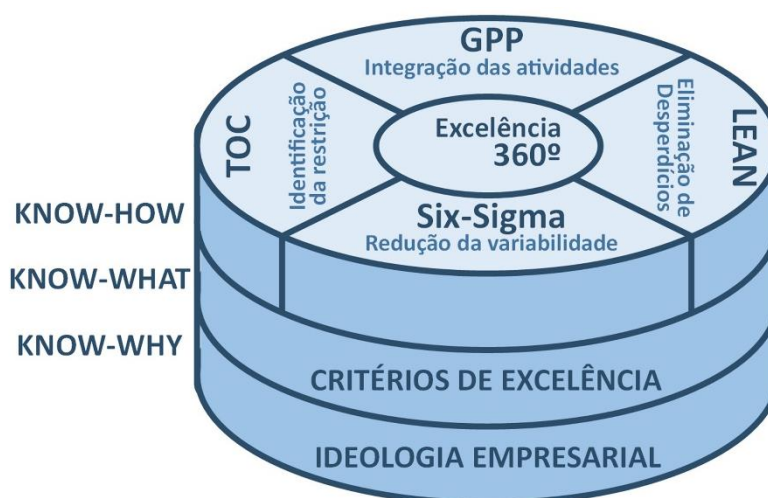 GPP
Integração das atividades
TOC
Identificação
da restrição
Excelência
360º
Eliminação de
Desperdícios
LEAN
Six-Sigma
Redução da variabilidade
KNOW-HOW
KNOW-WHAT
KNOW-WHY
CRITÉRIOS DE EXCELÊNCIA
IDEOLOGIA EMPRESARIAL